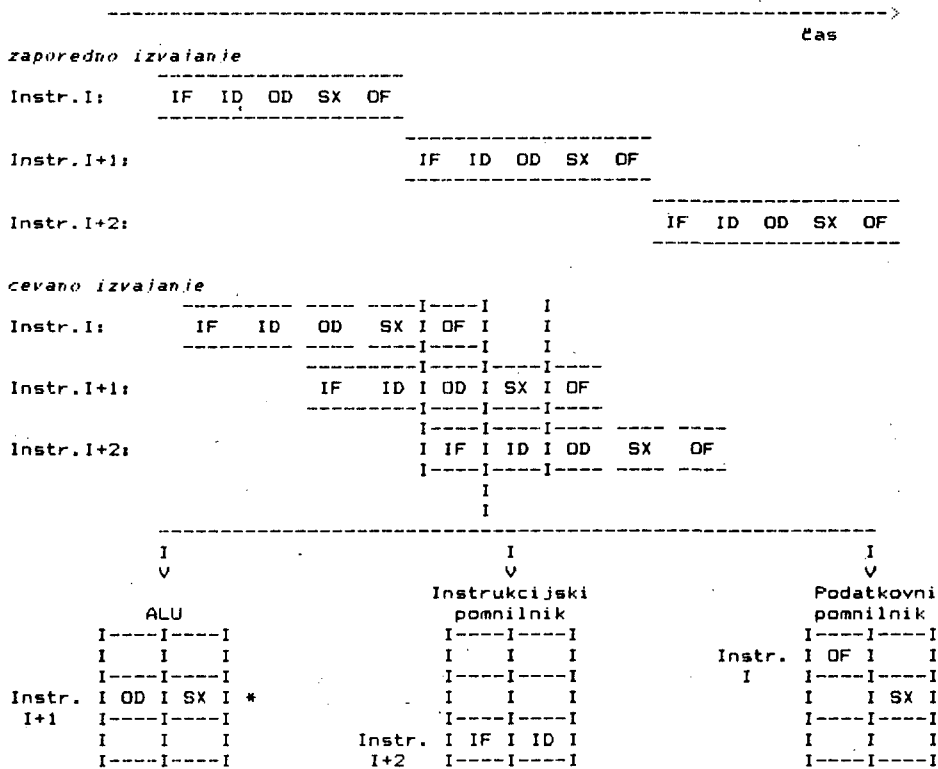 čas
zaporedno izvajanje
Instr.I: IF ID OD SX OF
Instr.I+1: IF ID OD SX OF
Instr.I+2: IF ID OD SX OF
cevano izvajanje
Instr.I: IF ID OD SX I OF I I
Instr.I+1: IF ID I OD I SX I OF
Instr.I+2: I IF I ID I OD SX OF
Instrukcijski Podatkovni
ALU pomnilnik pomnilnik
Instr. I OF I I
I
Instr. I OD I SX I * I I SX I
I+1
Instr. I IF I ID I
I+2